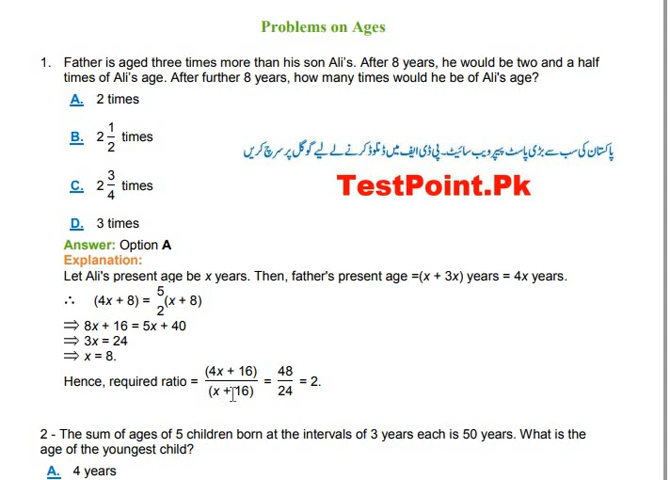 Problems on Ages
1. Father is aged three times more than his son Ali's. After 8 years, he would be two and a half
times of Ali's age. After further 8 years, how many times would he be of Ali's age?
A. 2 times
B. 2 1/2 times
پاکستان کی سب سے بڑی پاسٹ پیپر ویب سائیٹ۔ پی ڈی ایف میں ڈنلوڈ کرنے کے لیے گوگل پر سرچ کریں
C. 2 3/4 times
TestPoint.Pk
D. 3 times
Answer: Option A
Explanation:
Let Ali's present age be x years. Then, father's present age =(x + 3x) years = 4x years.
∴ (4x + 8) = 5/2 (x + 8)
⇒ 8x + 16 = 5x + 40
⇒ 3x = 24
⇒ x = 8.
Hence, required ratio = (4x + 16)/(x + 16) = 48/24 = 2.
2 - The sum of ages of 5 children born at the intervals of 3 years each is 50 years. What is the
age of the youngest child?
A. 4 years